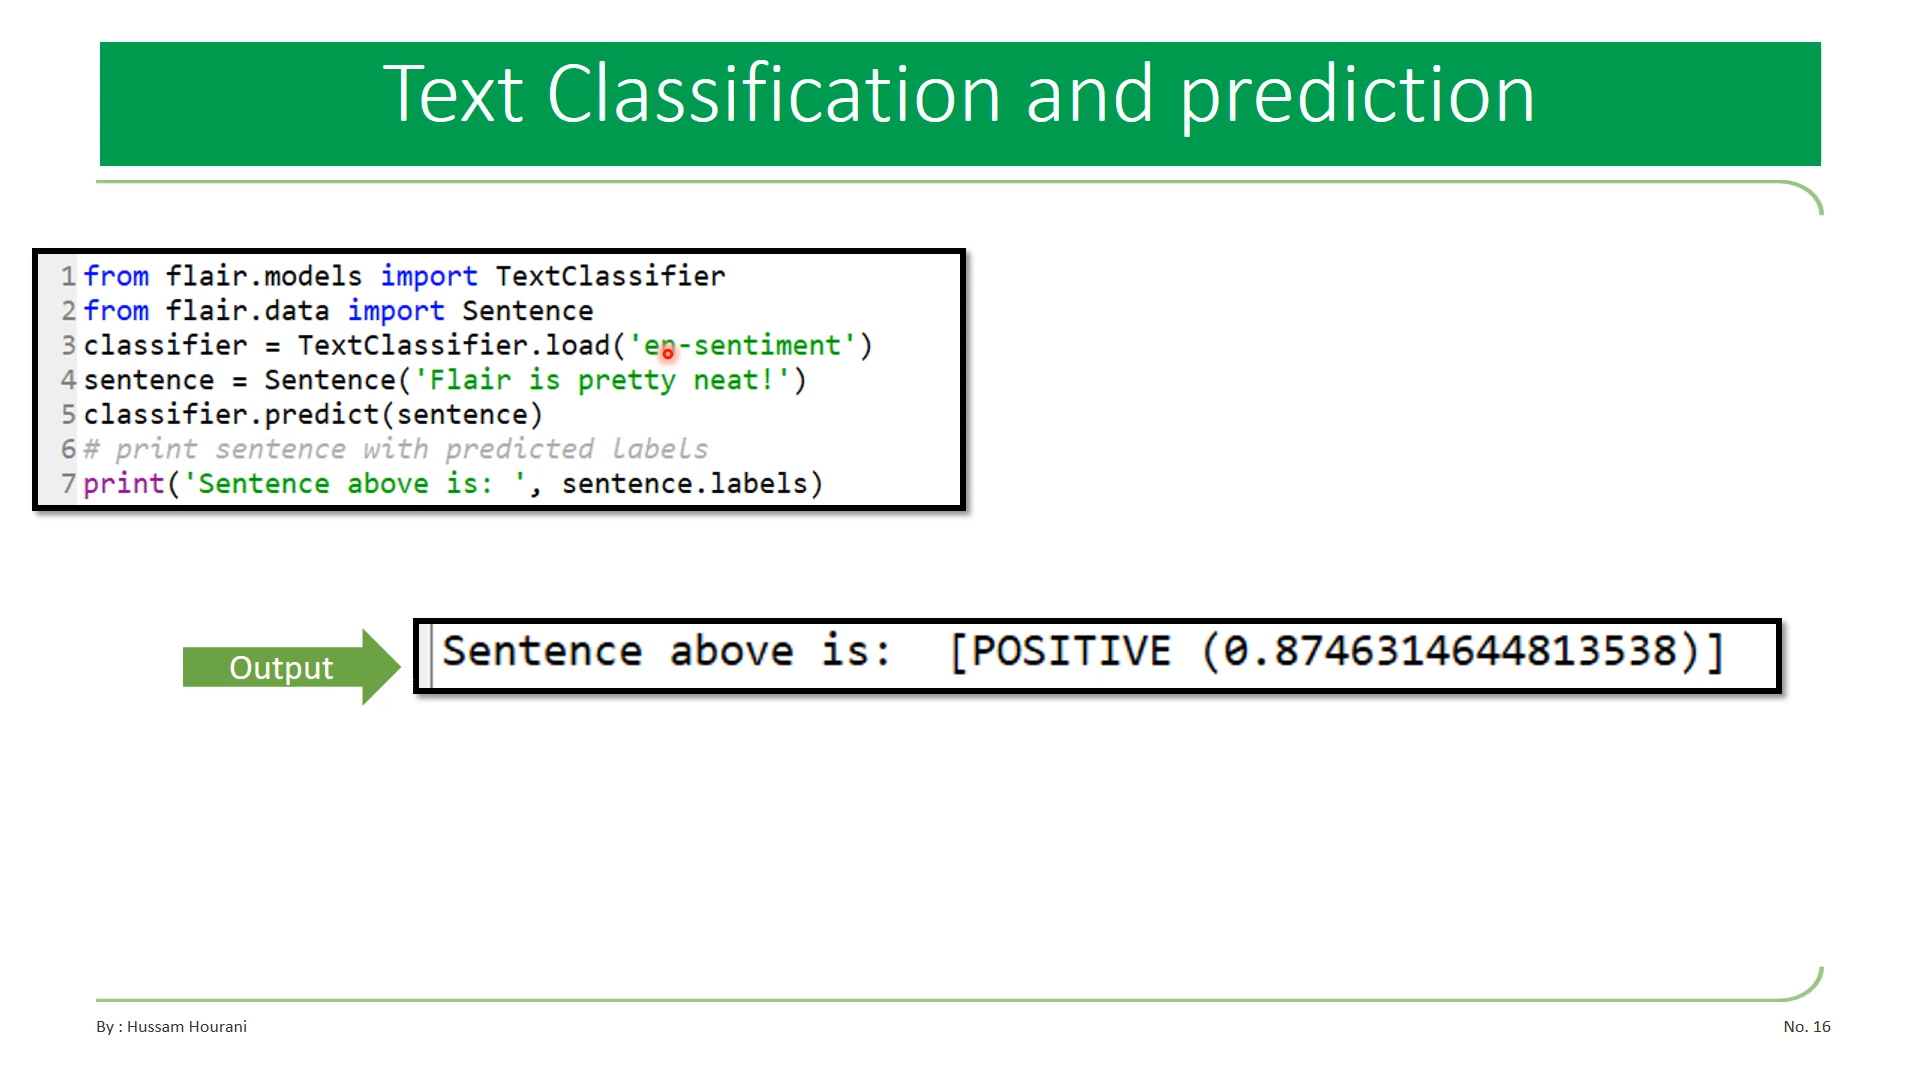 Text Classification and prediction
1 from flair.models import TextClassifier
2 from flair.data import Sentence
3 classifier = TextClassifier.load('en-sentiment')
4 sentence = Sentence('Flair is pretty neat!')
5 classifier.predict(sentence)
6 # print sentence with predicted labels
7 print('Sentence above is: ', sentence.labels)
Output
Sentence above is:  [POSITIVE (0.8746314644813538)]
By : Hussam Hourani
No. 16